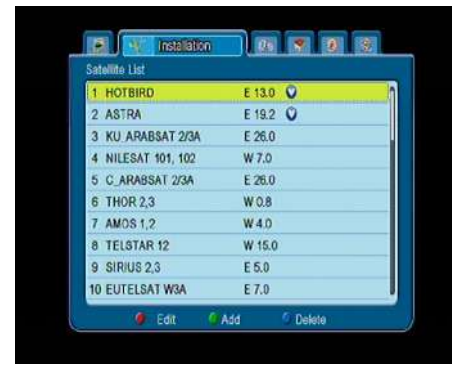 Installation
Satellite List
1 HOTBIRD E 13.0
2 ASTRA E 19.2
3 KU_ARABSAT 2/3A E 26.0
4 NILESAT 101, 102 W 7.0
5 C_ARABSAT 2/3A E 26.0
6 THOR 2,3 W 0.8
7 AMOS 1,2 W 4.0
8 TELSTAR 12 W 15.0
9 SIRIUS 2,3 E 5.0
10 EUTELSAT W3A E 7.0
Edit Add Delete